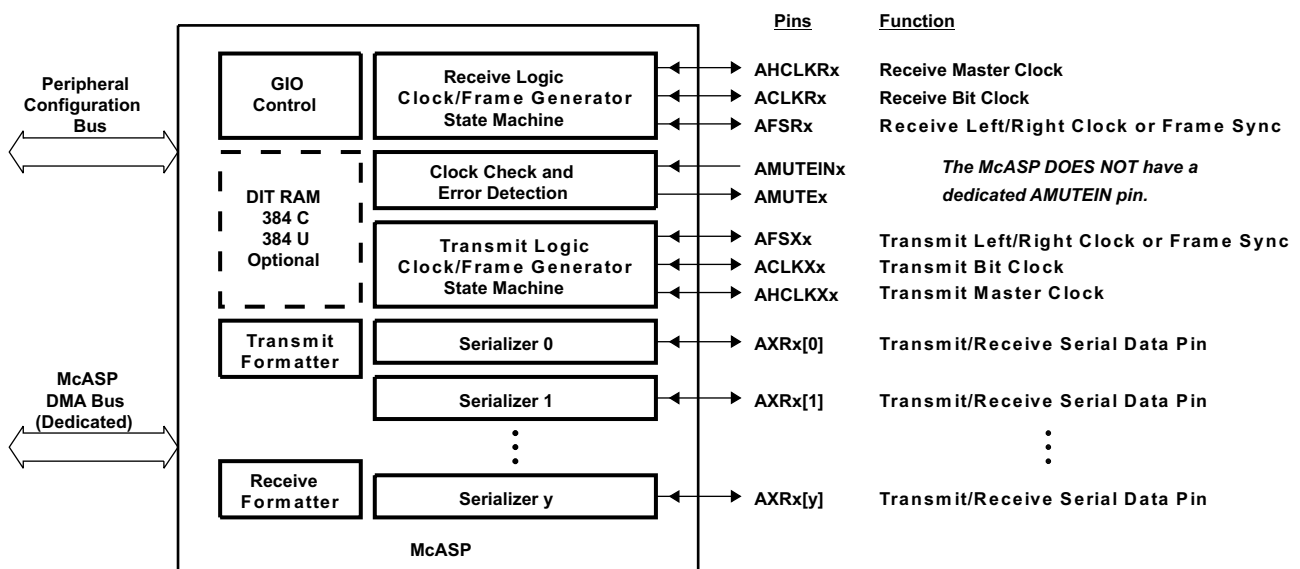 Pins Function
Peripheral
Configuration
Bus
GIO
Control
Receive Logic
Clock/Frame Generator
State Machine
AHCLKRx Receive Master Clock
ACLKRx Receive Bit Clock
AFSRx Receive Left/Right Clock or Frame Sync
DIT RAM
384 C
384 U
Optional
Clock Check and
Error Detection
AMUTEINx
AMUTEx
The McASP DOES NOT have a
dedicated AMUTEIN pin.
Transmit Logic
Clock/Frame Generator
State Machine
AFSXx Transmit Left/Right Clock or Frame Sync
ACLKXx Transmit Bit Clock
AHCLKXx Transmit Master Clock
Transmit
Formatter
Serializer 0
AXRx[0] Transmit/Receive Serial Data Pin
McASP
DMA Bus
(Dedicated)
Serializer 1
AXRx[1] Transmit/Receive Serial Data Pin
Receive
Formatter
Serializer y
AXRx[y] Transmit/Receive Serial Data Pin
McASP